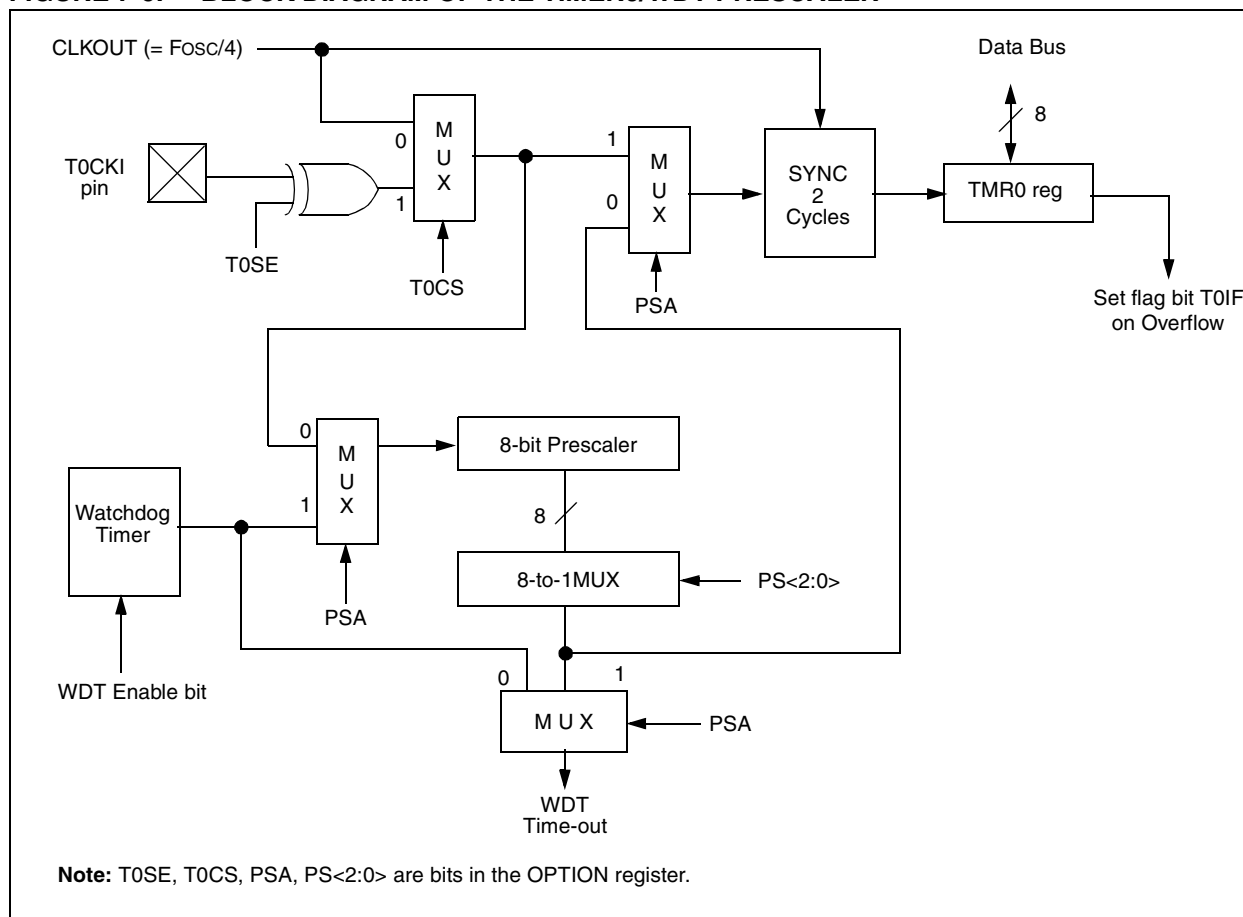 CLKOUT (= FOSC/4)
Data Bus
8
T0CKI
pin
T0SE
0
1
M
U
X
T0CS
1
0
M
U
X
PSA
SYNC
2
Cycles
TMR0 reg
Set flag bit T0IF
on Overflow
0
1
M
U
X
PSA
8-bit Prescaler
8
Watchdog
Timer
8-to-1MUX
PS<2:0>
WDT Enable bit
0
1
M U X
PSA
WDT
Time-out
Note: T0SE, T0CS, PSA, PS<2:0> are bits in the OPTION register.